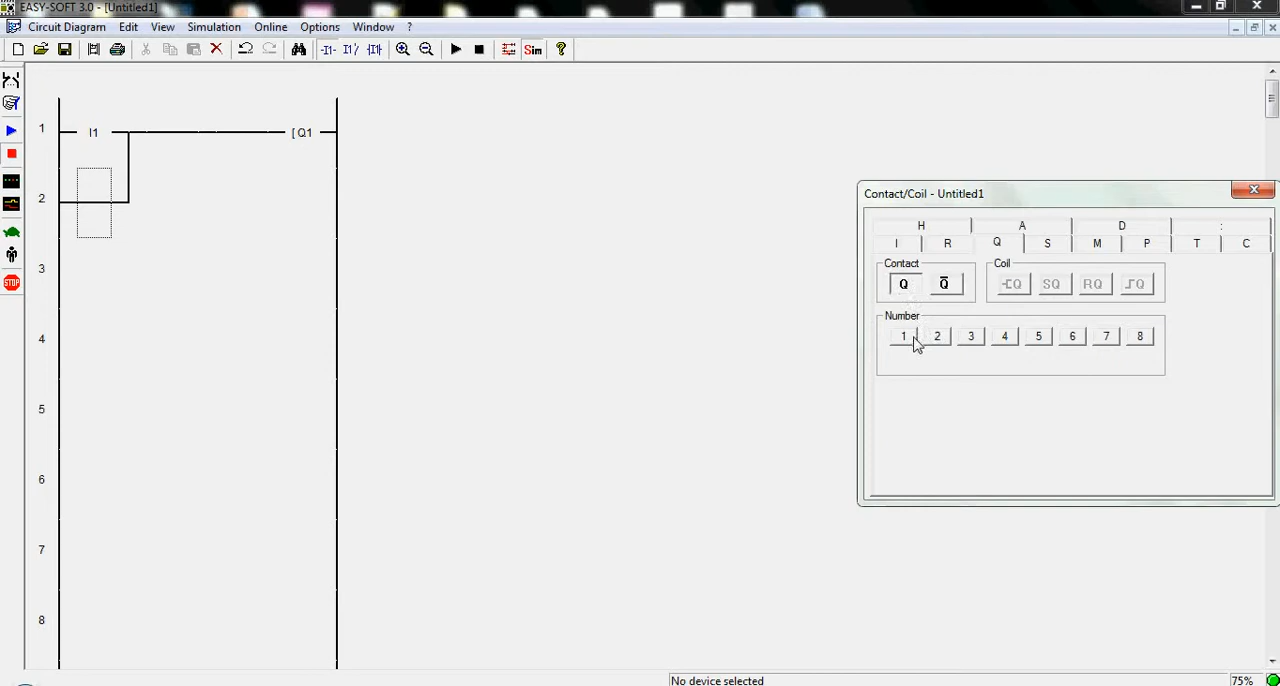 EASY-SOFT 3.0 - [Untitled1]
Circuit Diagram Edit View Simulation Online Options Window ?
Sim
1 I1 [ Q1
2
3
4
5
6
7
8
STOP
Contact/Coil - Untitled1
H A D :
I R Q S M P T C
Contact Coil
Q Q̅ -[Q SQ RQ ⎍Q
Number
1 2 3 4 5 6 7 8
No device selected 75%